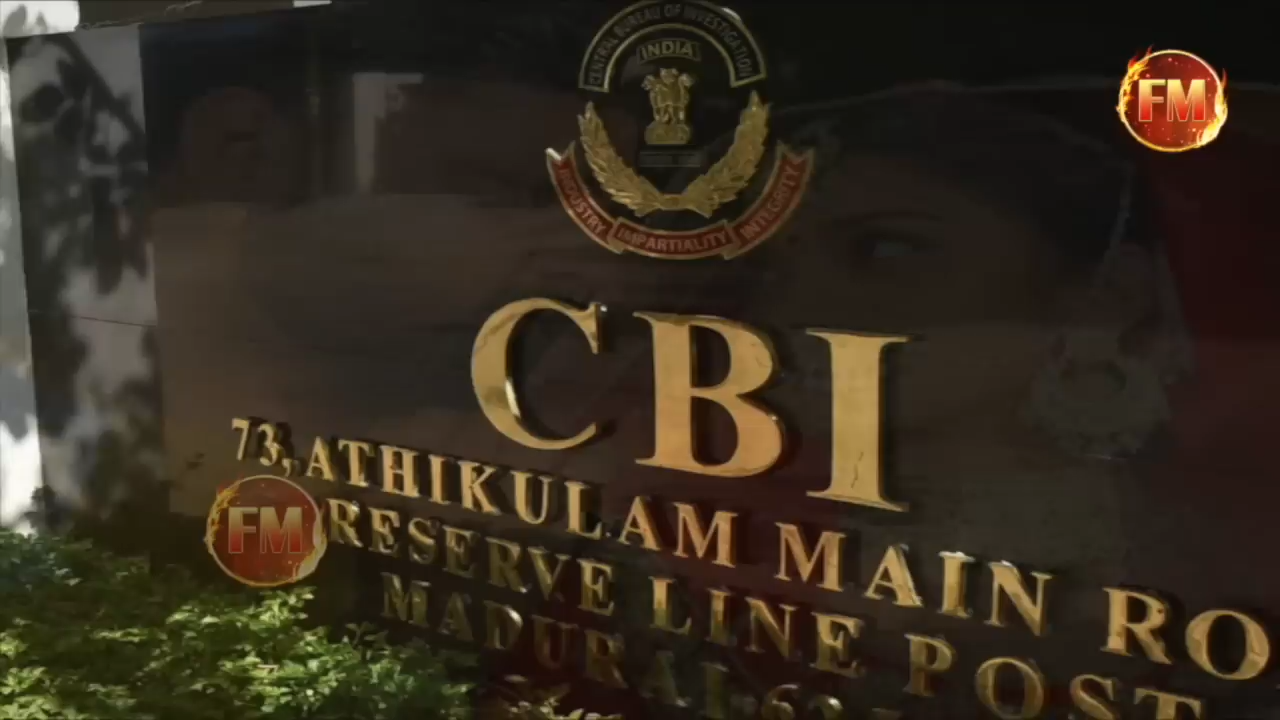 CENTRAL BUREAU OF INVESTIGATION
INDIA
INDUSTRY IMPARTIALITY INTEGRITY
FM
CBI
73, ATHIKULAM MAIN RO
FM
RESERVE LINE POST
MADURAI